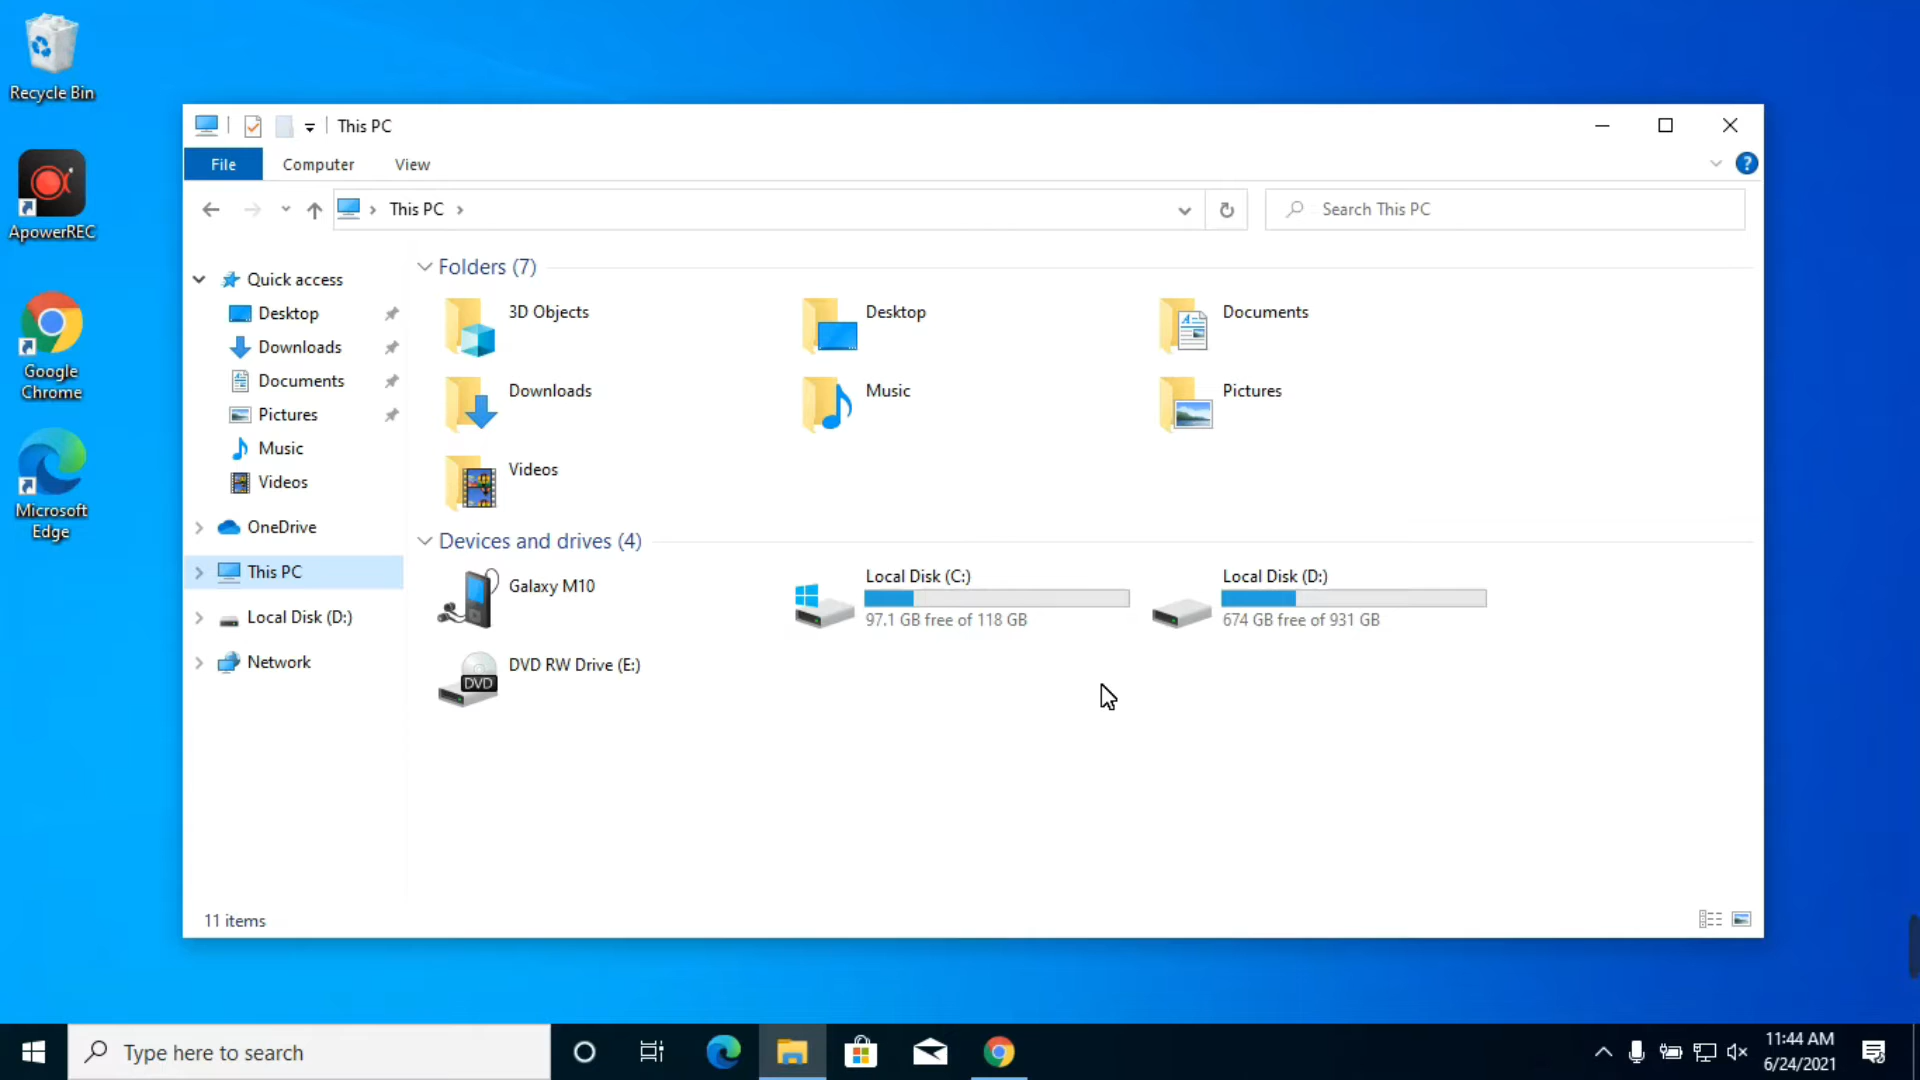 Recycle Bin
ApowerREC
Google
Chrome
Microsoft
Edge
This PC
File Computer View
?
This PC
Search This PC
Quick access
Desktop
Downloads
Documents
Pictures
Music
Videos
OneDrive
This PC
Local Disk (D:)
Network
Folders (7)
3D Objects
Desktop
Documents
Downloads
Music
Pictures
Videos
Devices and drives (4)
Galaxy M10
Local Disk (C:)
97.1 GB free of 118 GB
Local Disk (D:)
674 GB free of 931 GB
DVD
DVD RW Drive (E:)
11 items
Type here to search
11:44 AM
6/24/2021